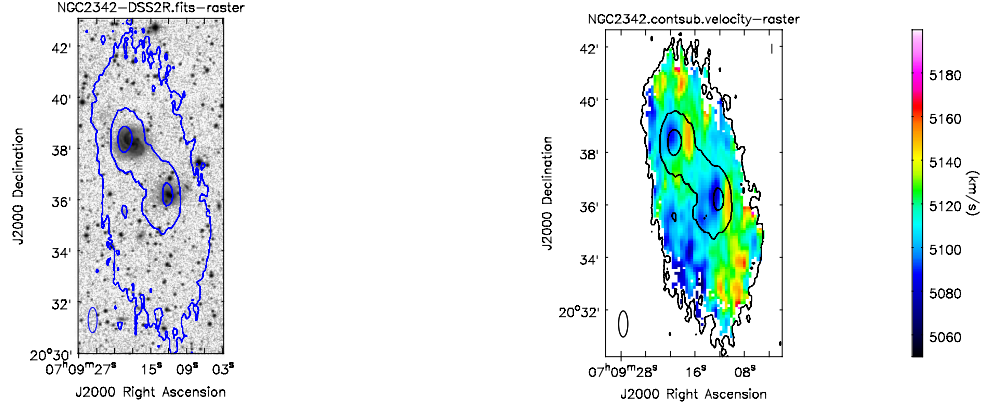 NGC2342-DSS2R.fits-raster
42'
40'
38'
36'
34'
32'
20°30'
07ʰ09ᵐ27ˢ 15ˢ 09ˢ 03ˢ
J2000 Right Ascension
J2000 Declination
NGC2342.contsub.velocity-raster
42'
40'
38'
36'
34'
20°32'
07ʰ09ᵐ28ˢ 16ˢ 08ˢ
J2000 Right Ascension
J2000 Declination
5180
5160
5140
5120
5100
5080
5060
(km/s)